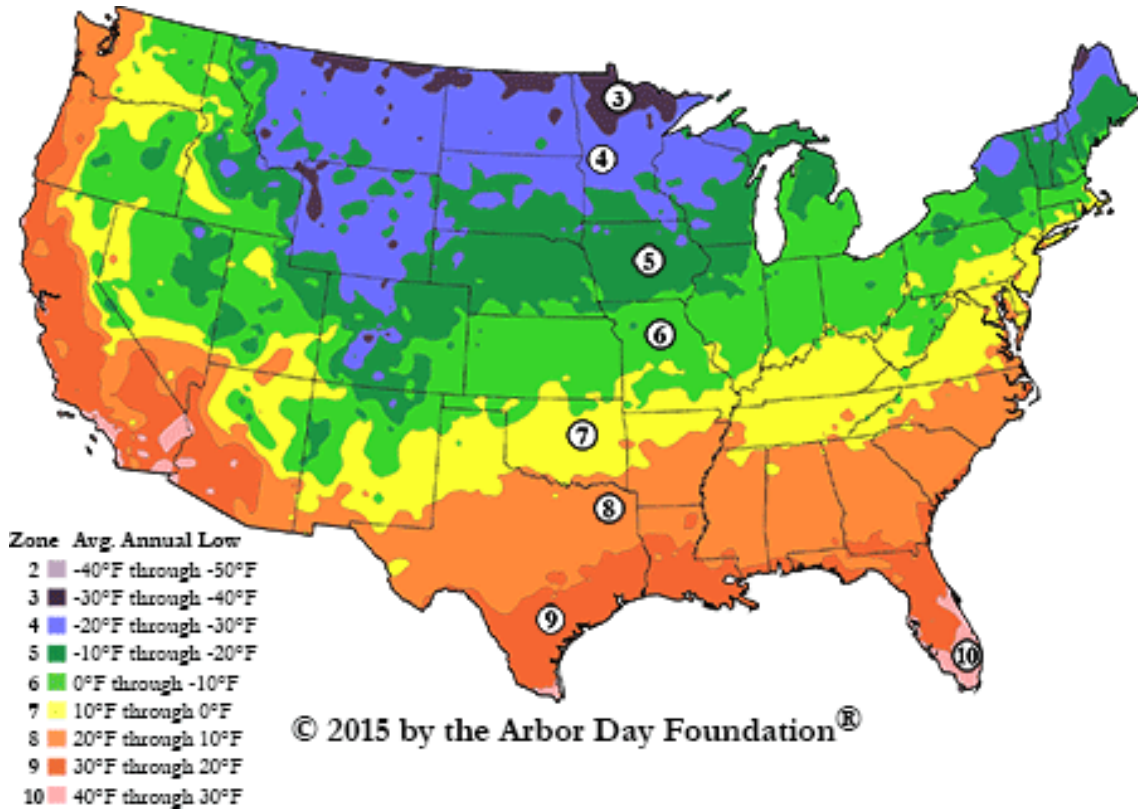 3
4
5
6
7
8
9
10
Zone Avg. Annual Low
2 -40°F through -50°F
3 -30°F through -40°F
4 -20°F through -30°F
5 -10°F through -20°F
6 0°F through -10°F
7 10°F through 0°F
8 20°F through 10°F
9 30°F through 20°F
10 40°F through 30°F
© 2015 by the Arbor Day Foundation®